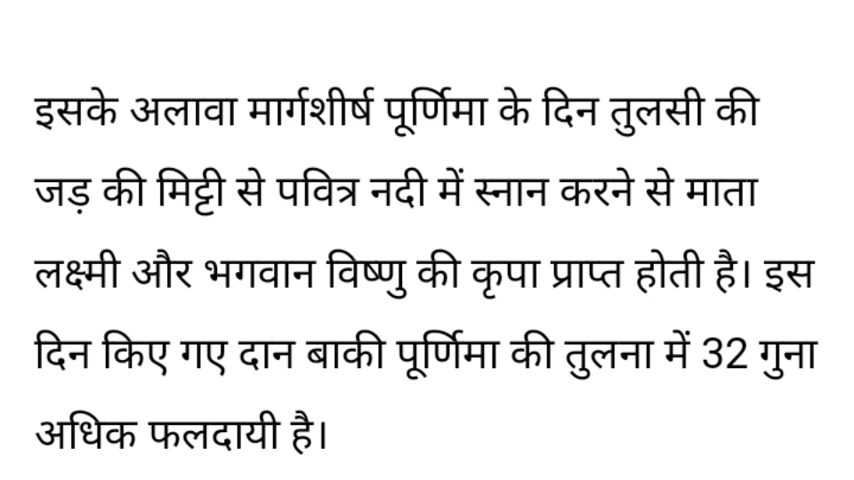 इसके अलावा मार्गशीर्ष पूर्णिमा के दिन तुलसी की
जड़ की मिट्टी से पवित्र नदी में स्नान करने से माता
लक्ष्मी और भगवान विष्णु की कृपा प्राप्त होती है। इस
दिन किए गए दान बाकी पूर्णिमा की तुलना में 32 गुना
अधिक फलदायी है।